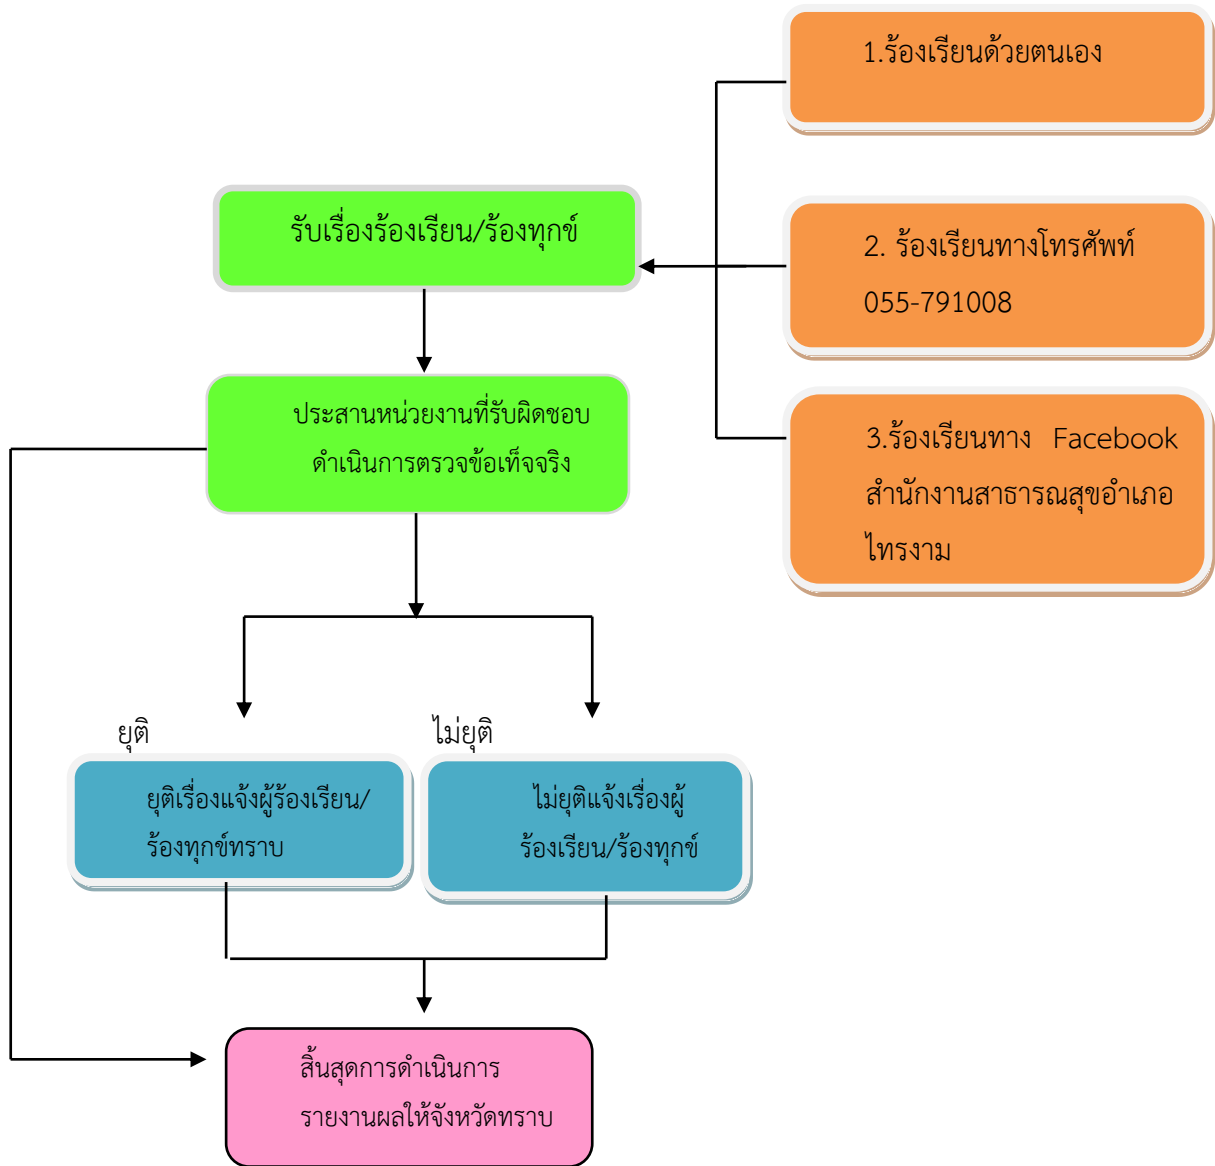 1.ร้องเรียนด้วยตนเอง
รับเรื่องร้องเรียน/ร้องทุกข์
2. ร้องเรียนทางโทรศัพท์
055-791008
ประสานหน่วยงานที่รับผิดชอบ
ดำเนินการตรวจข้อเท็จจริง
3.ร้องเรียนทาง Facebook
สำนักงานสาธารณสุขอำเภอ
ไทรงาม
ยุติ
ไม่ยุติ
ยุติเรื่องแจ้งผู้ร้องเรียน/
ร้องทุกข์ทราบ
ไม่ยุติแจ้งเรื่องผู้
ร้องเรียน/ร้องทุกข์
สิ้นสุดการดำเนินการ
รายงานผลให้จังหวัดทราบ